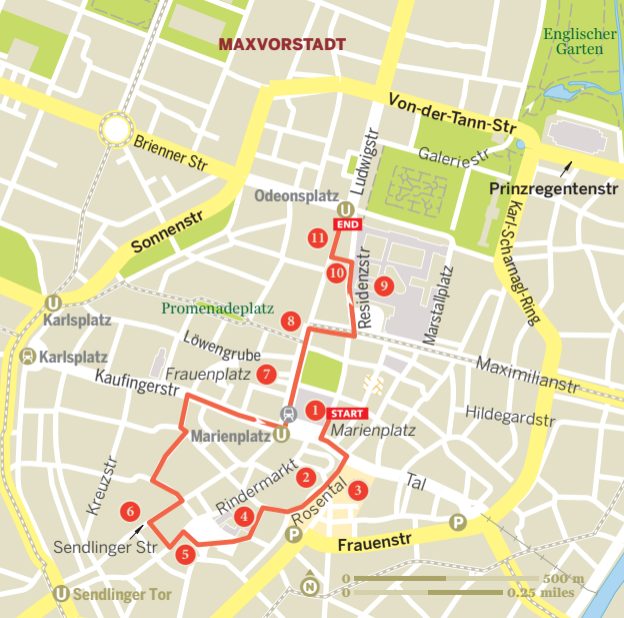 MAXVORSTADT
Englischer
Garten
Von-der-Tann-Str
Brienner Str
Ludwigstr
Galeriestr
Prinzregentenstr
Odeonsplatz
U
END
Sonnenstr
11
10
9
Karl-Scharnagl-Ring
Residenzstr
Marstallplatz
U
Karlsplatz
Promenadeplatz
8
Löwengrube
Karlsplatz
Frauenplatz
7
Maximilianstr
Kaufingerstr
1
START
Hildegardstr
Marienplatz
U
Marienplatz
Kreuzstr
Rindermarkt
2
Rosental
3
Tal
6
4
Sendlinger Str
5
P
P
Frauenstr
U
Sendlinger Tor
N
0
500 m
0
0.25 miles